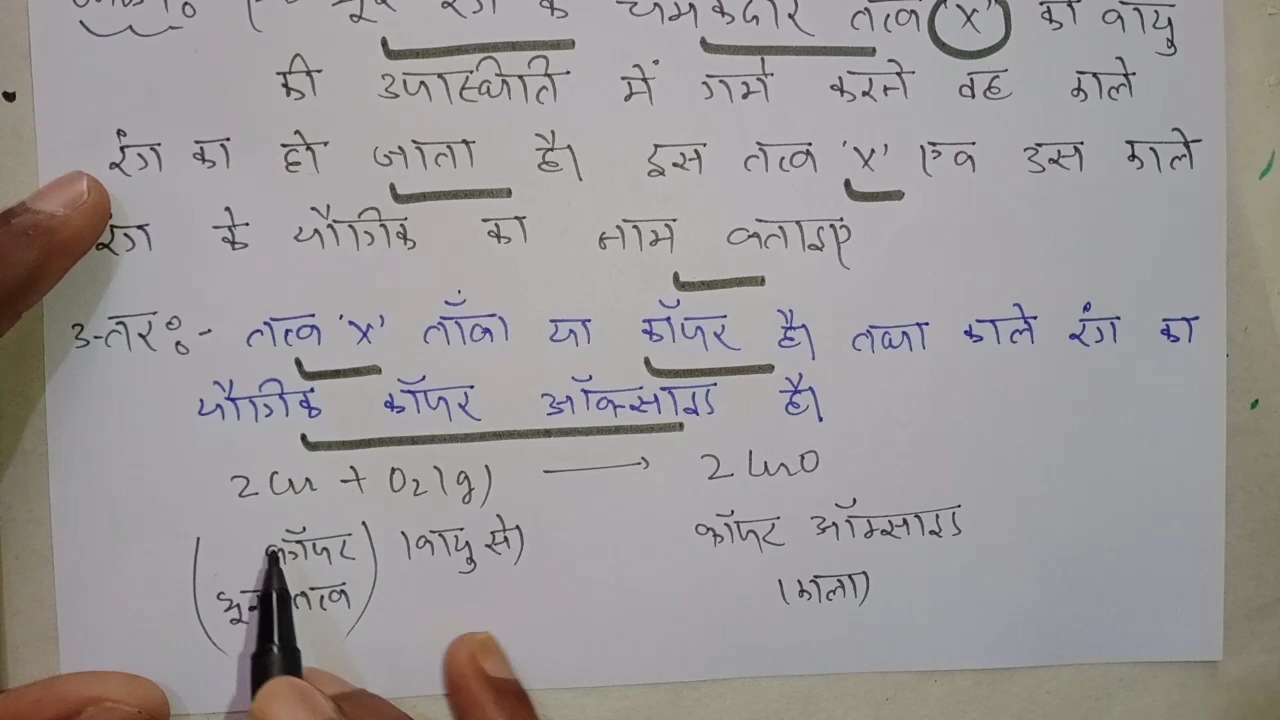 रंग के चमकदार तत्व 'X' को वायु
की उपास्थिति में गर्म करने वह काले
रंग का हो जाता है। इस तत्व 'X' एव उस काले
रंग के यौगिक का नाम बताइए
उत्तर:- तत्व 'X' ताँबा या कॉपर है। तथा काले रंग का
यौगिक कॉपर ऑक्साइड है।
2Cu + O2(g) ⟶ 2CuO
(कॉपर (वायु से) कॉपर ऑक्साइड
तत्व) (काला)